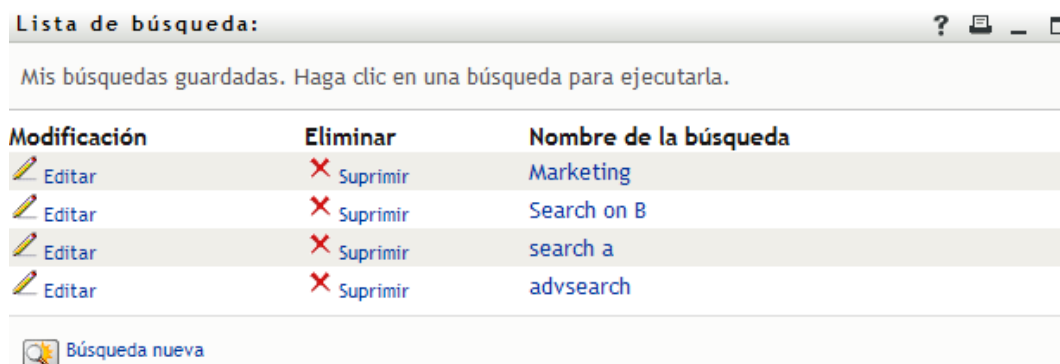 Lista de búsqueda: ?
Mis búsquedas guardadas. Haga clic en una búsqueda para ejecutarla.
Modificación Eliminar Nombre de la búsqueda
Editar Suprimir Marketing
Editar Suprimir Search on B
Editar Suprimir search a
Editar Suprimir advsearch
Búsqueda nueva